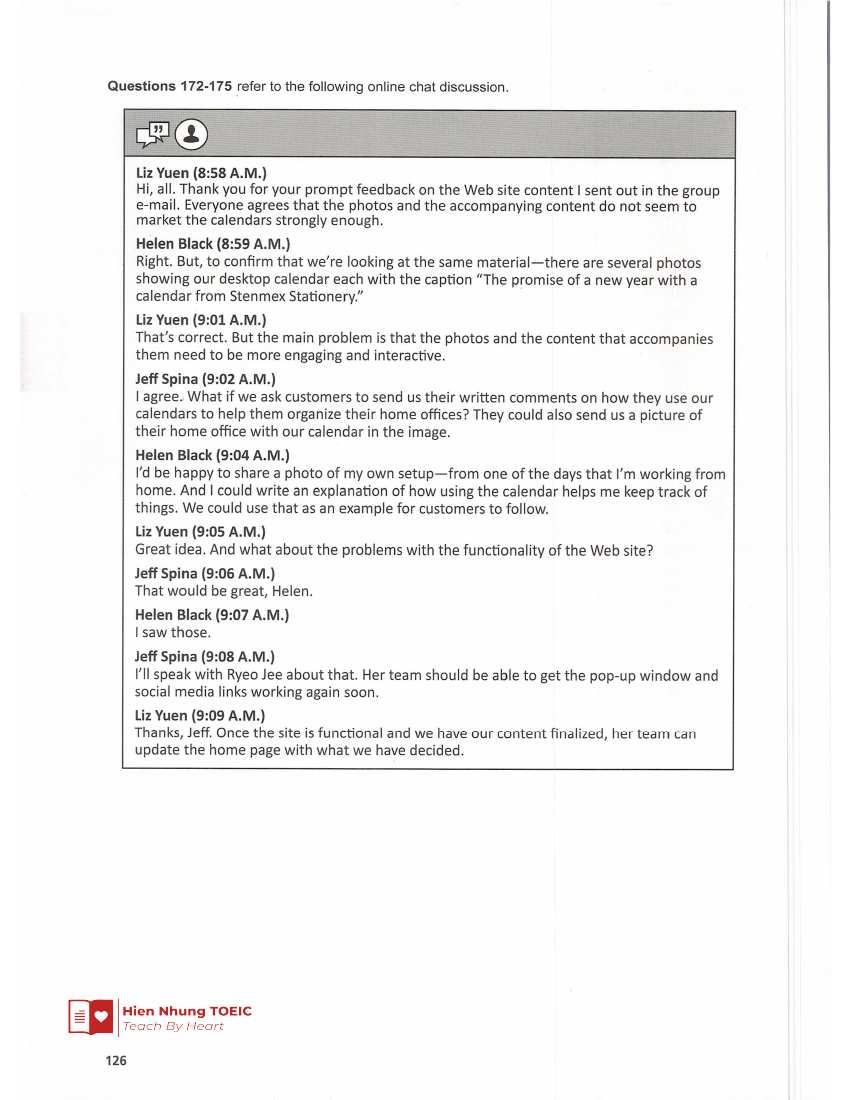 Questions 172-175 refer to the following online chat discussion.
Liz Yuen (8:58 A.M.)
Hi, all. Thank you for your prompt feedback on the Web site content I sent out in the group
e-mail. Everyone agrees that the photos and the accompanying content do not seem to
market the calendars strongly enough.
Helen Black (8:59 A.M.)
Right. But, to confirm that we’re looking at the same material—there are several photos
showing our desktop calendar each with the caption “The promise of a new year with a
calendar from Stenmex Stationery.”
Liz Yuen (9:01 A.M.)
That’s correct. But the main problem is that the photos and the content that accompanies
them need to be more engaging and interactive.
Jeff Spina (9:02 A.M.)
I agree. What if we ask customers to send us their written comments on how they use our
calendars to help them organize their home offices? They could also send us a picture of
their home office with our calendar in the image.
Helen Black (9:04 A.M.)
I’d be happy to share a photo of my own setup—from one of the days that I’m working from
home. And I could write an explanation of how using the calendar helps me keep track of
things. We could use that as an example for customers to follow.
Liz Yuen (9:05 A.M.)
Great idea. And what about the problems with the functionality of the Web site?
Jeff Spina (9:06 A.M.)
That would be great, Helen.
Helen Black (9:07 A.M.)
I saw those.
Jeff Spina (9:08 A.M.)
I’ll speak with Ryeo Jee about that. Her team should be able to get the pop-up window and
social media links working again soon.
Liz Yuen (9:09 A.M.)
Thanks, Jeff. Once the site is functional and we have our content finalized, her team can
update the home page with what we have decided.
Hien Nhung TOEIC
Teach By Heart
126